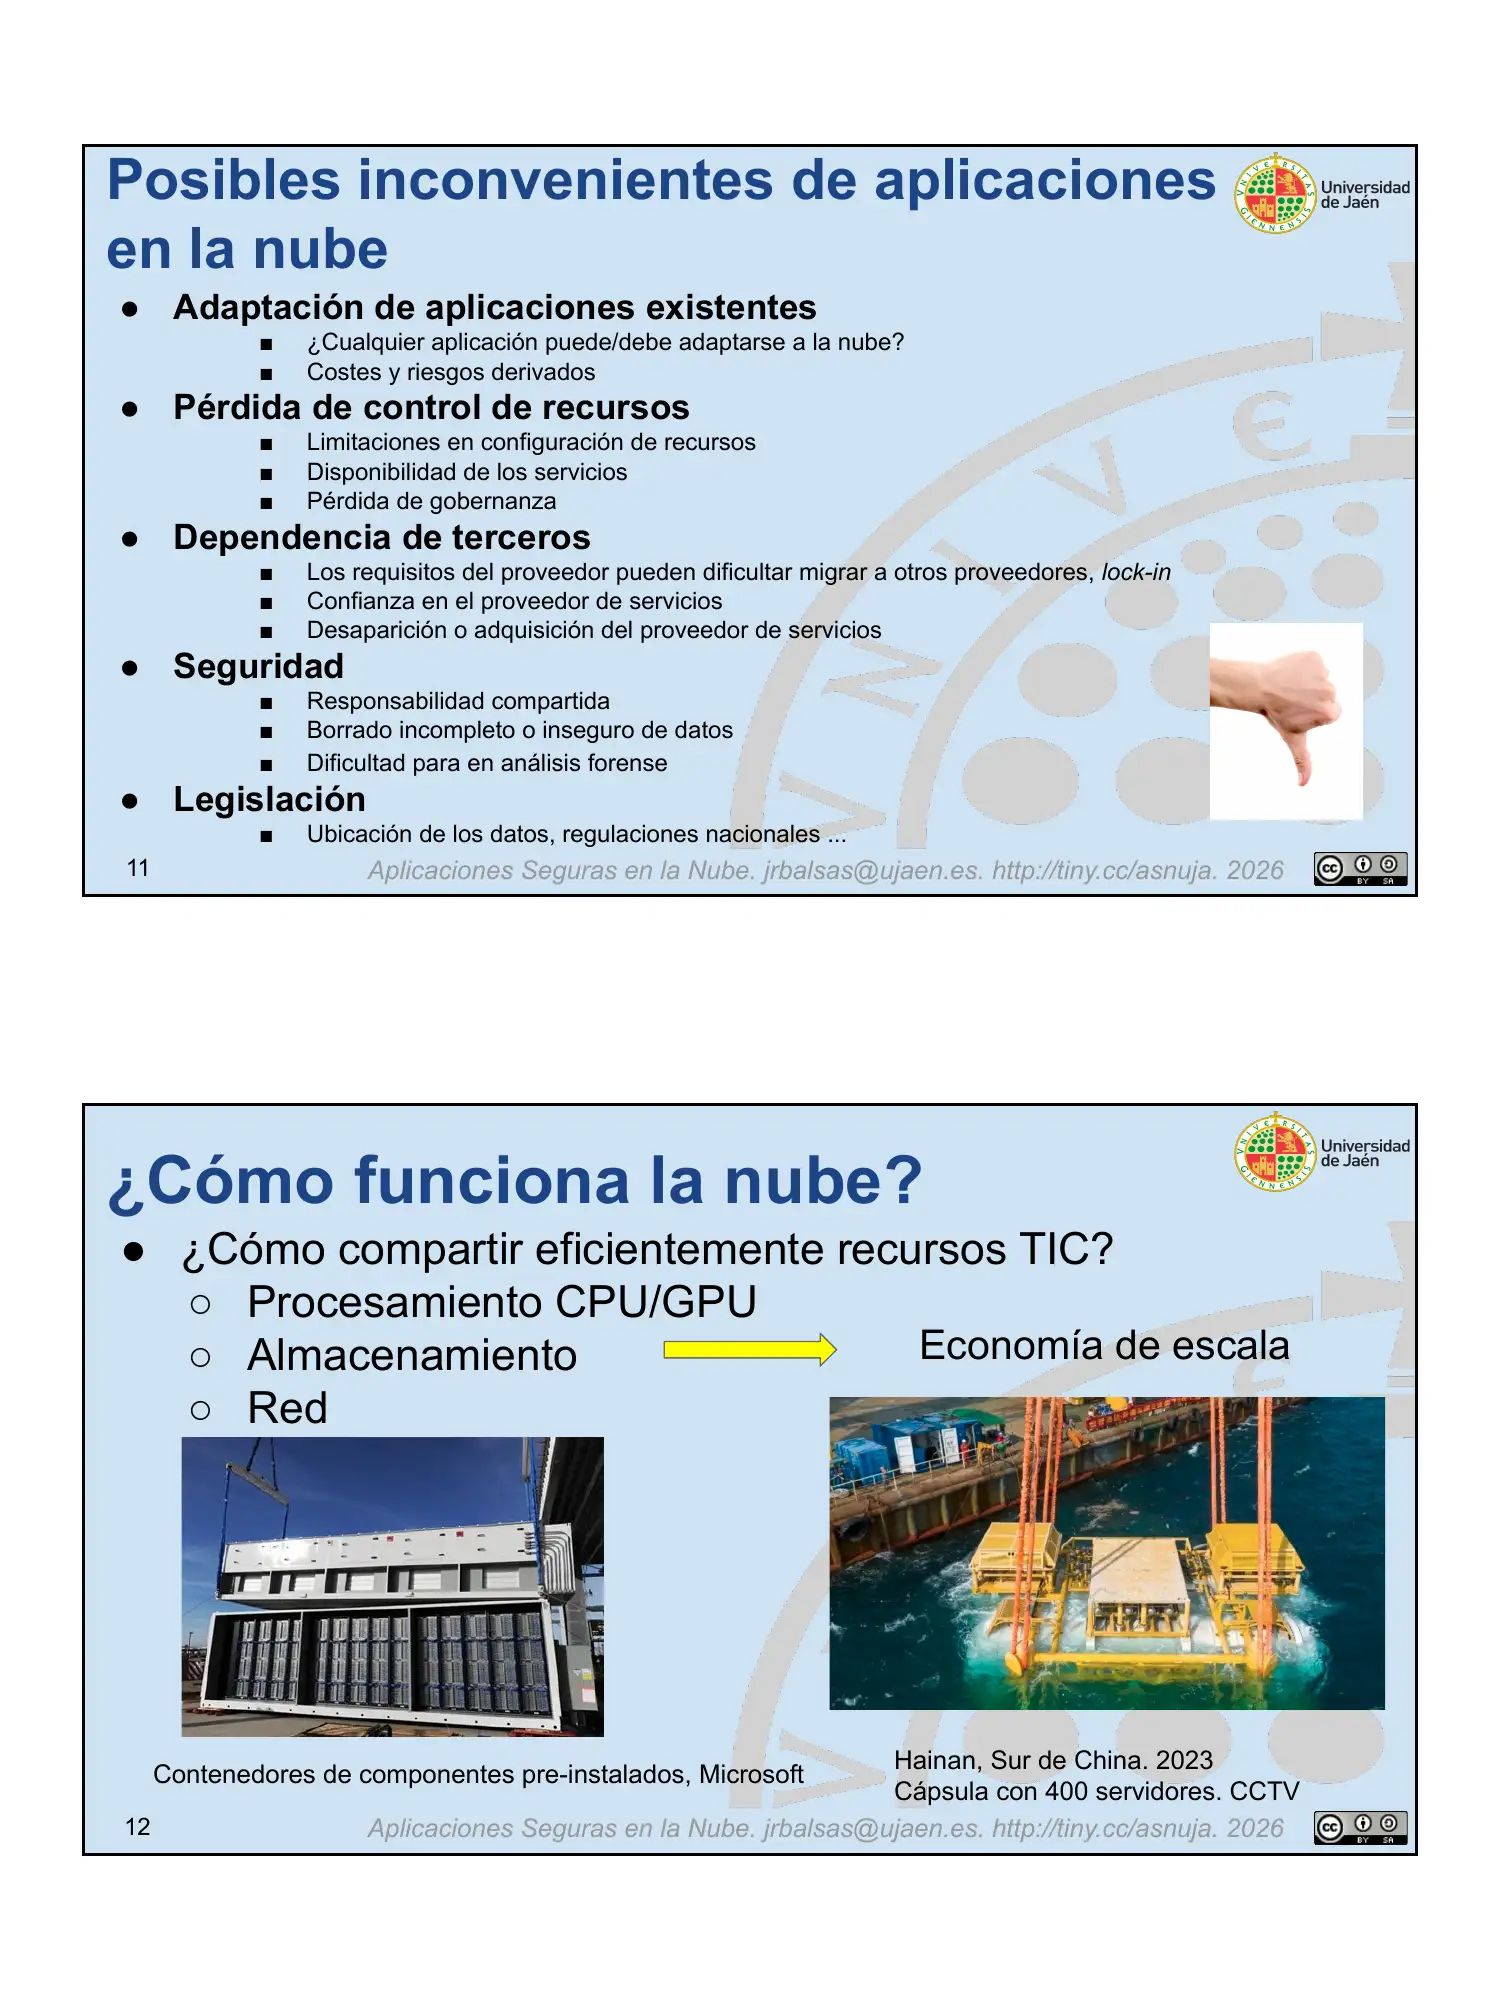 Posibles inconvenientes de aplicaciones
en la nube
Universidad
de Jaén
● Adaptación de aplicaciones existentes
■ ¿Cualquier aplicación puede/debe adaptarse a la nube?
■ Costes y riesgos derivados
● Pérdida de control de recursos
■ Limitaciones en configuración de recursos
■ Disponibilidad de los servicios
■ Pérdida de gobernanza
● Dependencia de terceros
■ Los requisitos del proveedor pueden dificultar migrar a otros proveedores, lock-in
■ Confianza en el proveedor de servicios
■ Desaparición o adquisición del proveedor de servicios
● Seguridad
■ Responsabilidad compartida
■ Borrado incompleto o inseguro de datos
■ Dificultad para en análisis forense
● Legislación
■ Ubicación de los datos, regulaciones nacionales ...
11
Aplicaciones Seguras en la Nube. jrbalsas@ujaen.es. http://tiny.cc/asnuja. 2026
cc BY SA
¿Cómo funciona la nube?
Universidad
de Jaén
● ¿Cómo compartir eficientemente recursos TIC?
○ Procesamiento CPU/GPU
○ Almacenamiento
○ Red
Economía de escala
Contenedores de componentes pre-instalados, Microsoft
Hainan, Sur de China. 2023
Cápsula con 400 servidores. CCTV
12
Aplicaciones Seguras en la Nube. jrbalsas@ujaen.es. http://tiny.cc/asnuja. 2026
cc BY SA